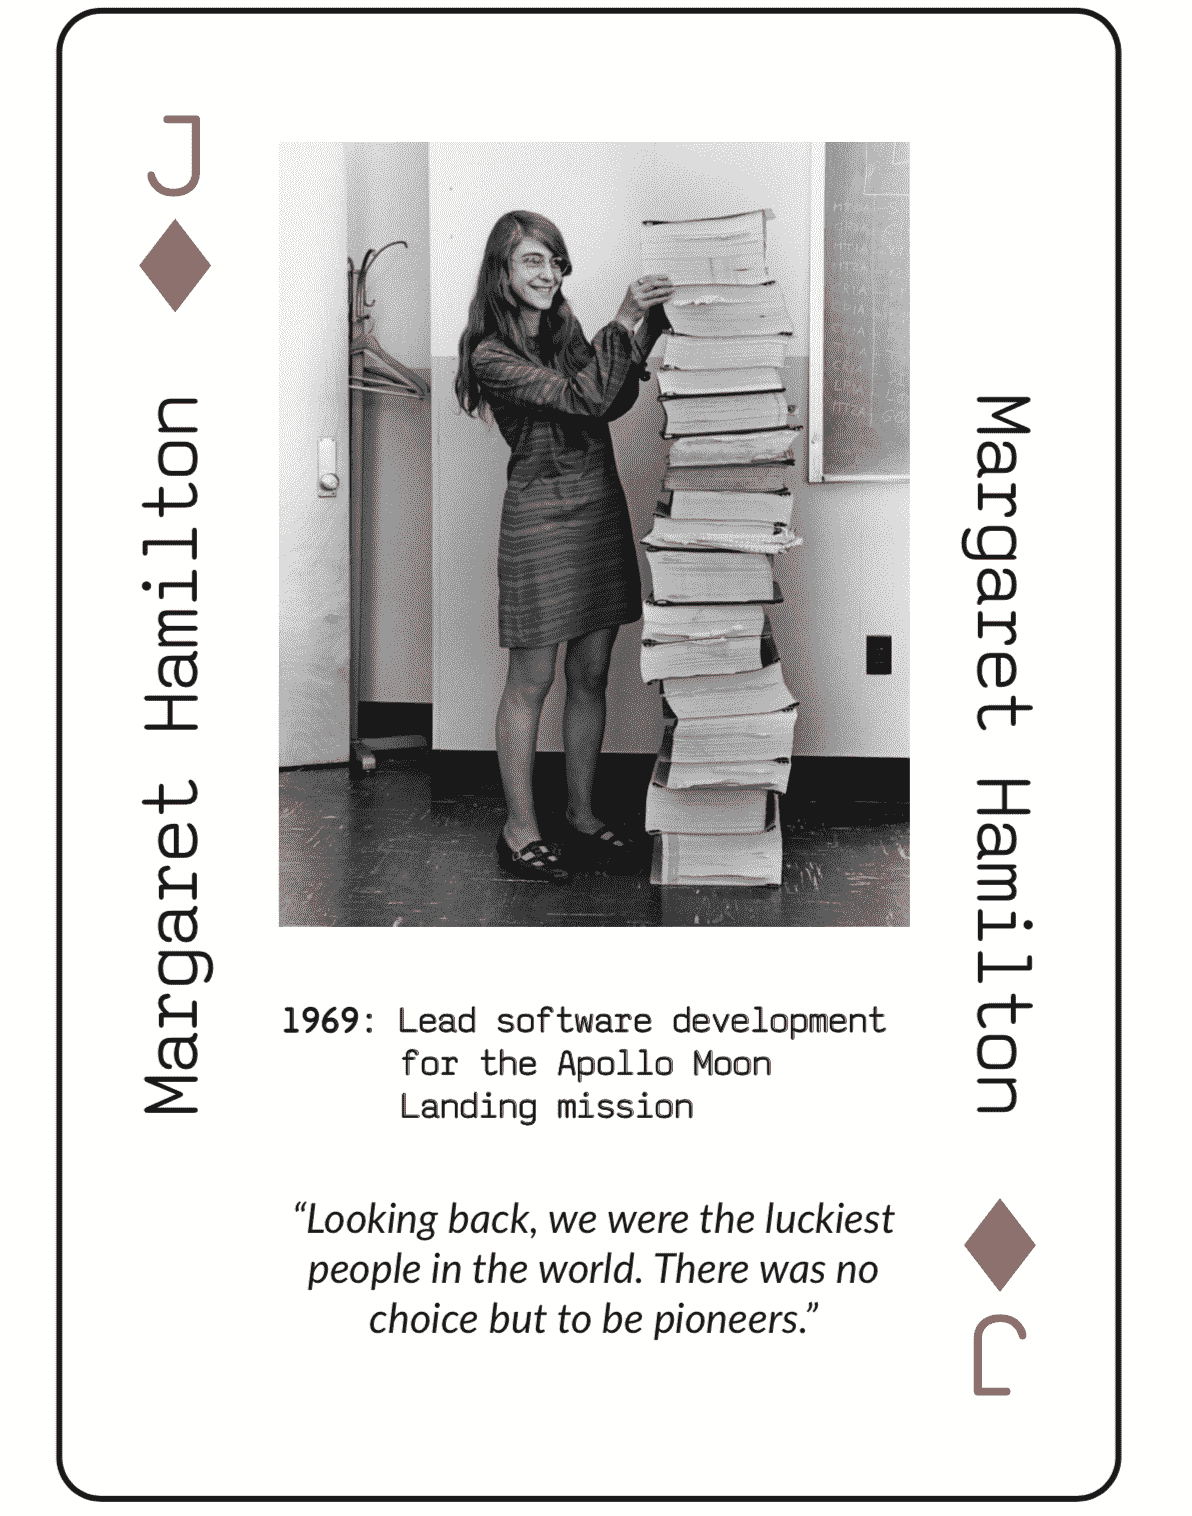 J
Margaret Hamilton
Margaret Hamilton
1969: Lead software development
for the Apollo Moon
Landing mission
“Looking back, we were the luckiest
people in the world. There was no
choice but to be pioneers.”
J